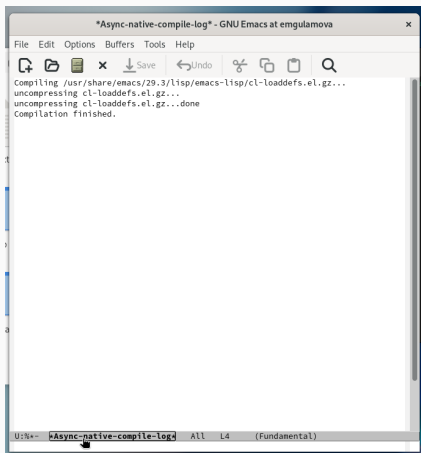 *Async-native-compile-log* - GNU Emacs at emgulamova
File Edit Options Buffers Tools Help
Save Undo
Compiling /usr/share/emacs/29.3/lisp/emacs-lisp/cl-loaddefs.el.gz...
uncompressing cl-loaddefs.el.gz...
uncompressing cl-loaddefs.el.gz...done
Compilation finished.
U:%*- *Async-native-compile-log* All L4 (Fundamental)